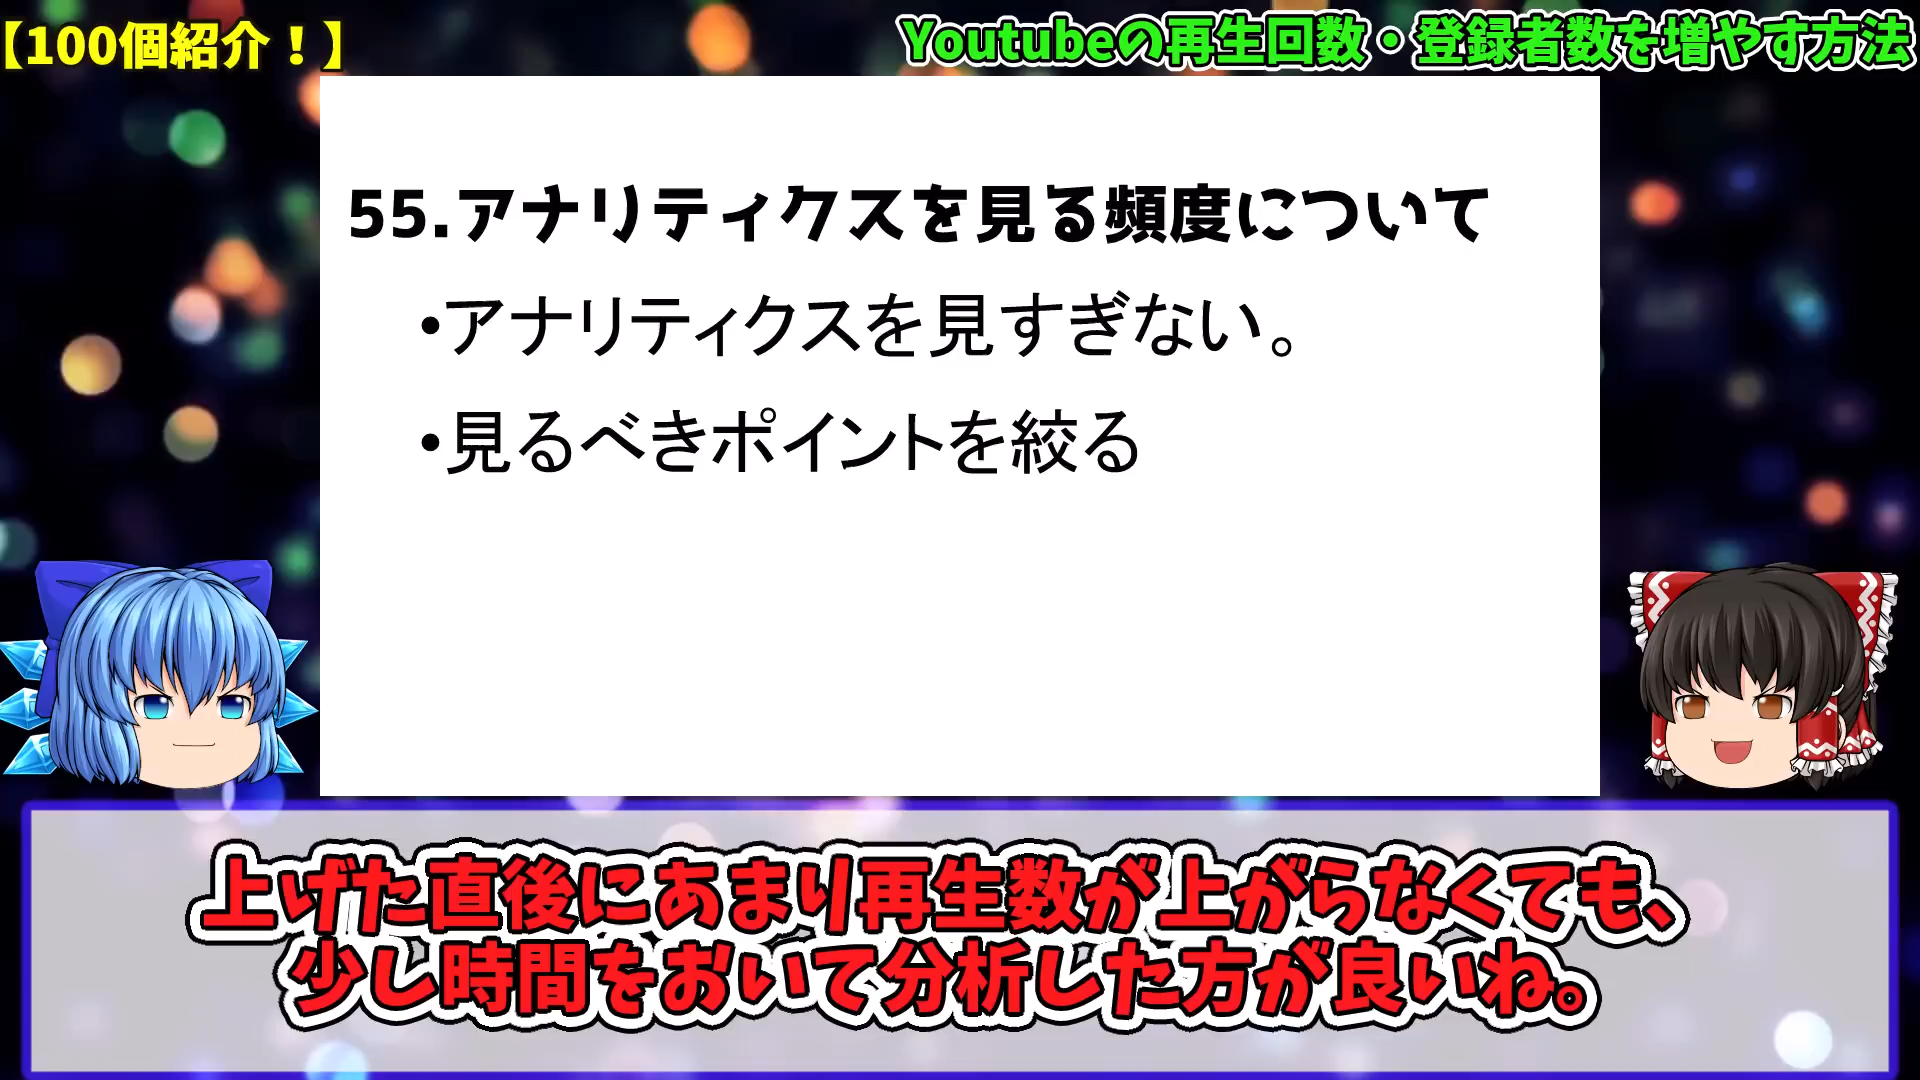 【100個紹介！】
Youtubeの再生回数・登録者数を増やす方法
55.アナリティクスを見る頻度について
•アナリティクスを見すぎない。
•見るべきポイントを絞る
上げた直後にあまり再生数が上がらなくても、
少し時間をおいて分析した方が良いね。